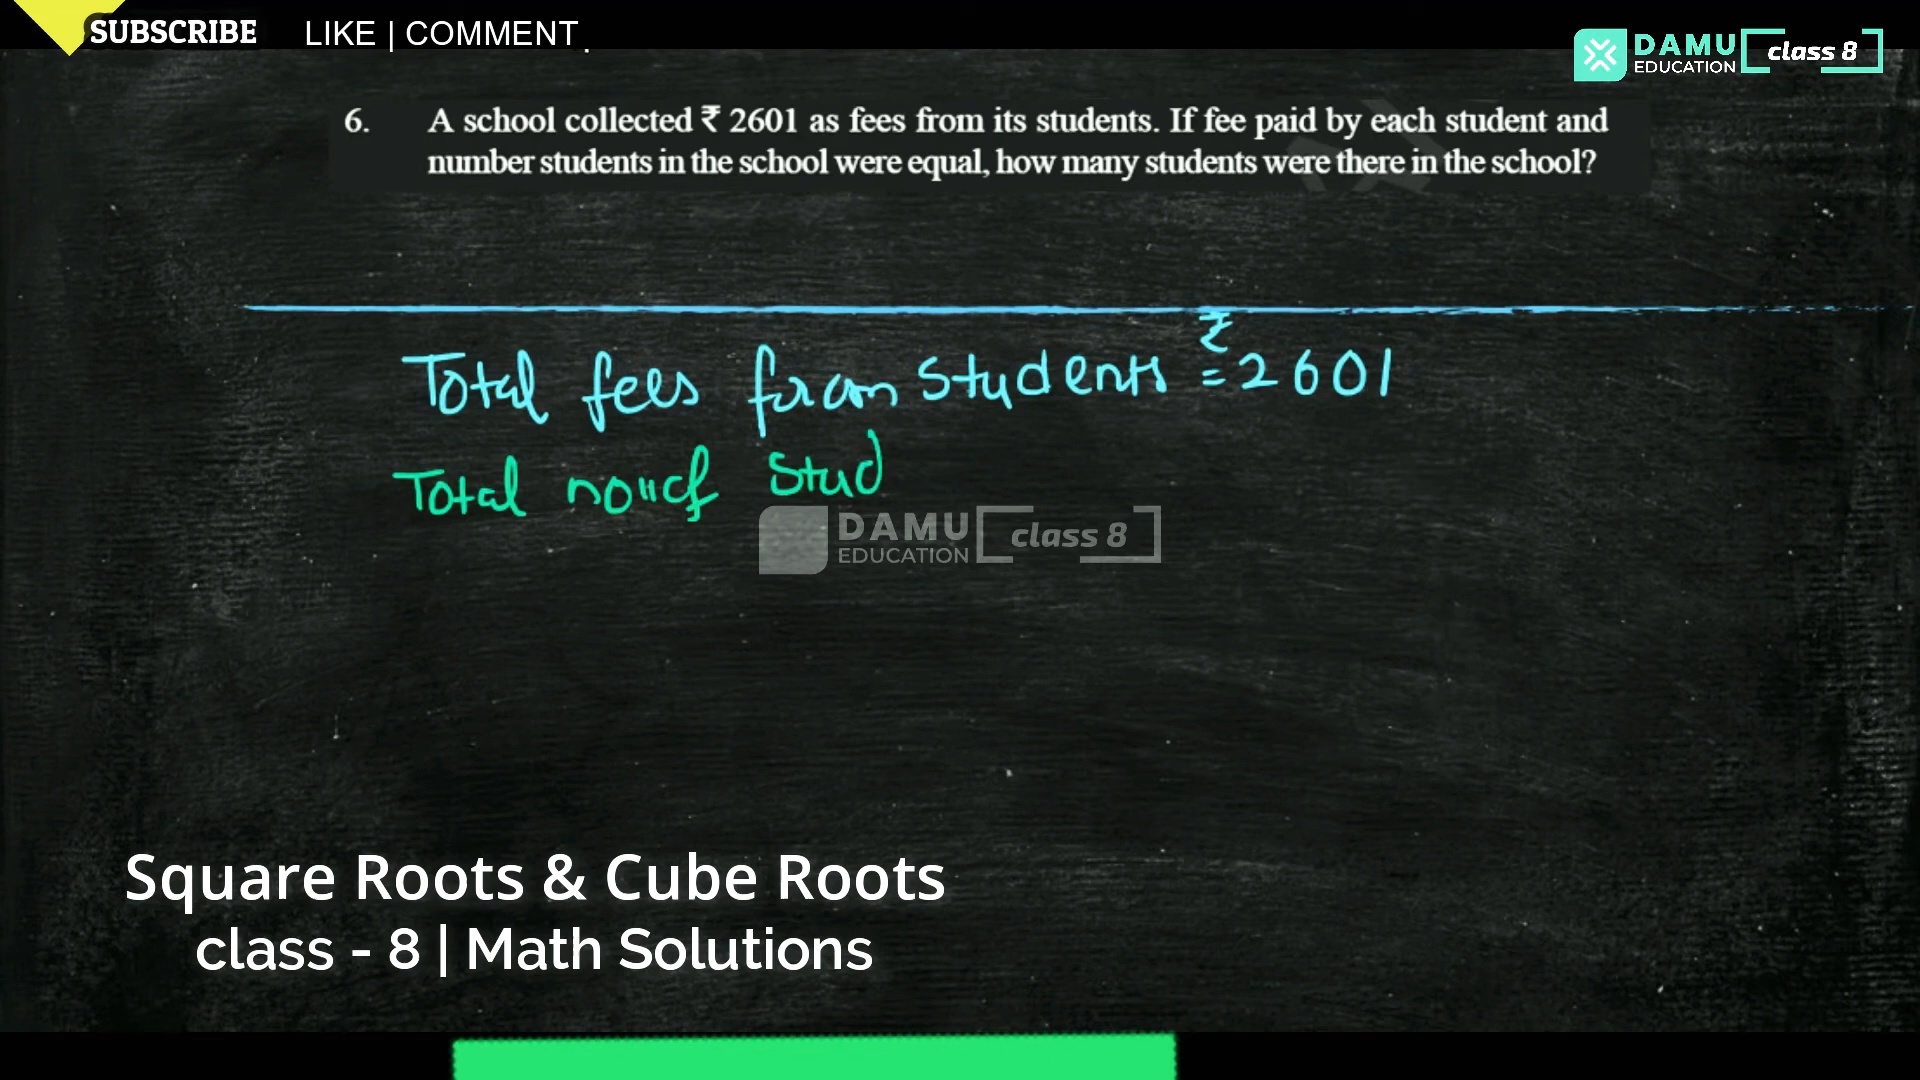 SUBSCRIBE LIKE | COMMENT .
DAMU EDUCATION class 8
6. A school collected ₹ 2601 as fees from its students. If fee paid by each student and
number students in the school were equal, how many students were there in the school?
Total fees from Students = ₹ 2601
Total no of Stud
DAMU EDUCATION class 8
Square Roots & Cube Roots
class - 8 | Math Solutions